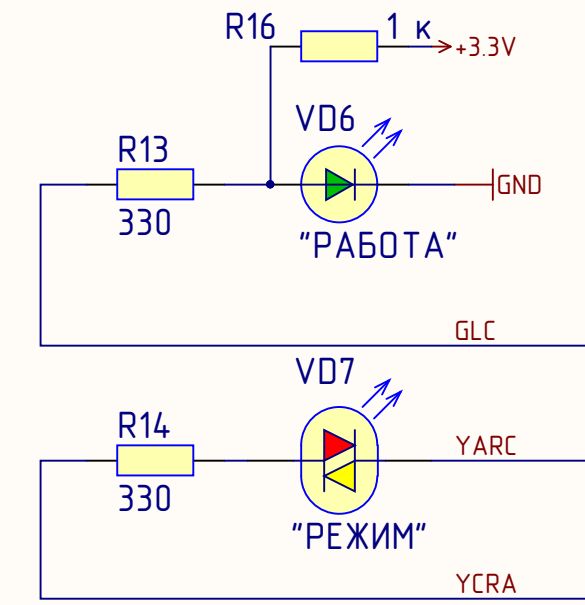 R16 1 к
+3.3V
VD6
R13
330
GND
"РАБОТА"
GLC
VD7
R14
330
YARC
"РЕЖИМ"
YCRA